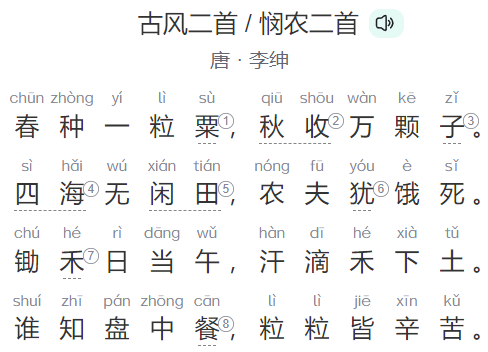 古风二首 / 悯农二首
唐 · 李绅
chūn zhòng yí lì sù qiū shōu wàn kē zǐ
春种一粒粟①，秋收②万颗子③。
sì hǎi wú xián tián nóng fū yóu è sǐ
四海④无闲田⑤，农夫犹⑥饿死。
chú hé rì dāng wǔ hàn dī hé xià tǔ
锄禾⑦日当午，汗滴禾下土。
shuí zhī pán zhōng cān lì lì jiē xīn kǔ
谁知盘中餐⑧，粒粒皆辛苦。